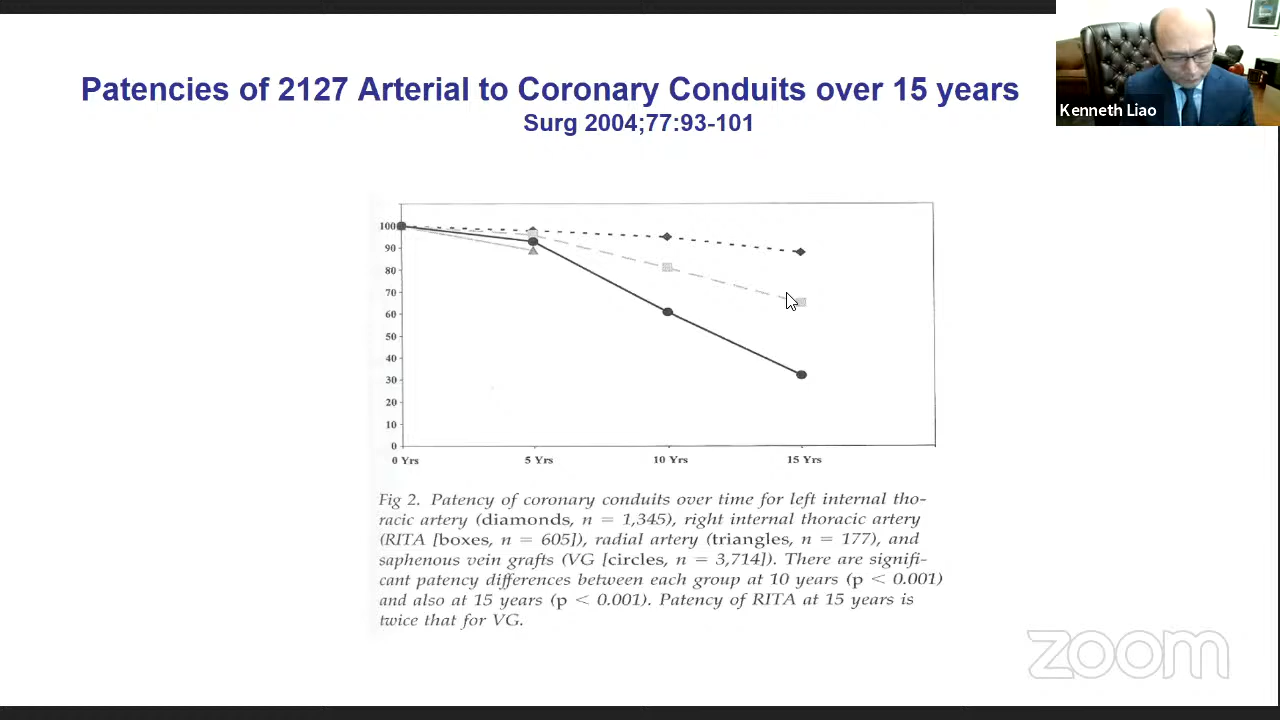 Patencies of 2127 Arterial to Coronary Conduits over 15 years
Surg 2004;77:93-101
Kenneth Liao
100
90
80
70
60
50
40
30
20
10
0
0 Yrs
5 Yrs
10 Yrs
15 Yrs
Fig 2. Patency of coronary conduits over time for left internal tho-
racic artery (diamonds, n = 1,345), right internal thoracic artery
(RITA [boxes, n = 605]), radial artery (triangles, n = 177), and
saphenous vein grafts (VG [circles, n = 3,714]). There are signifi-
cant patency differences between each group at 10 years (p < 0.001)
and also at 15 years (p < 0.001). Patency of RITA at 15 years is
twice that for VG.
zoom